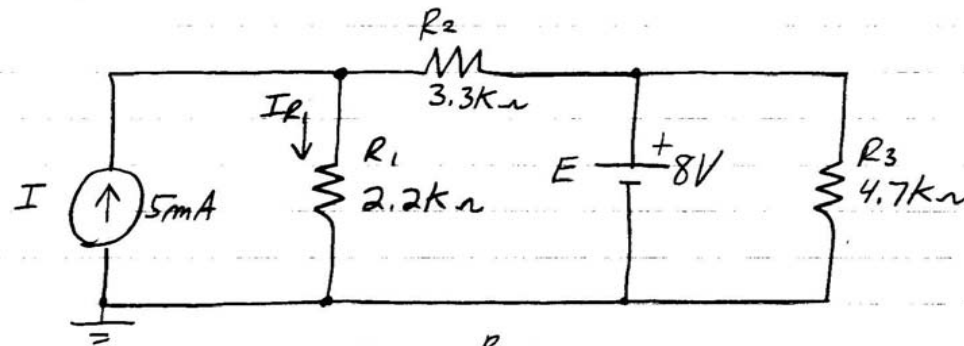 R2
3.3KΩ
IR1
R1
2.2KΩ
I
5mA
E
+
8V
R3
4.7KΩ
R